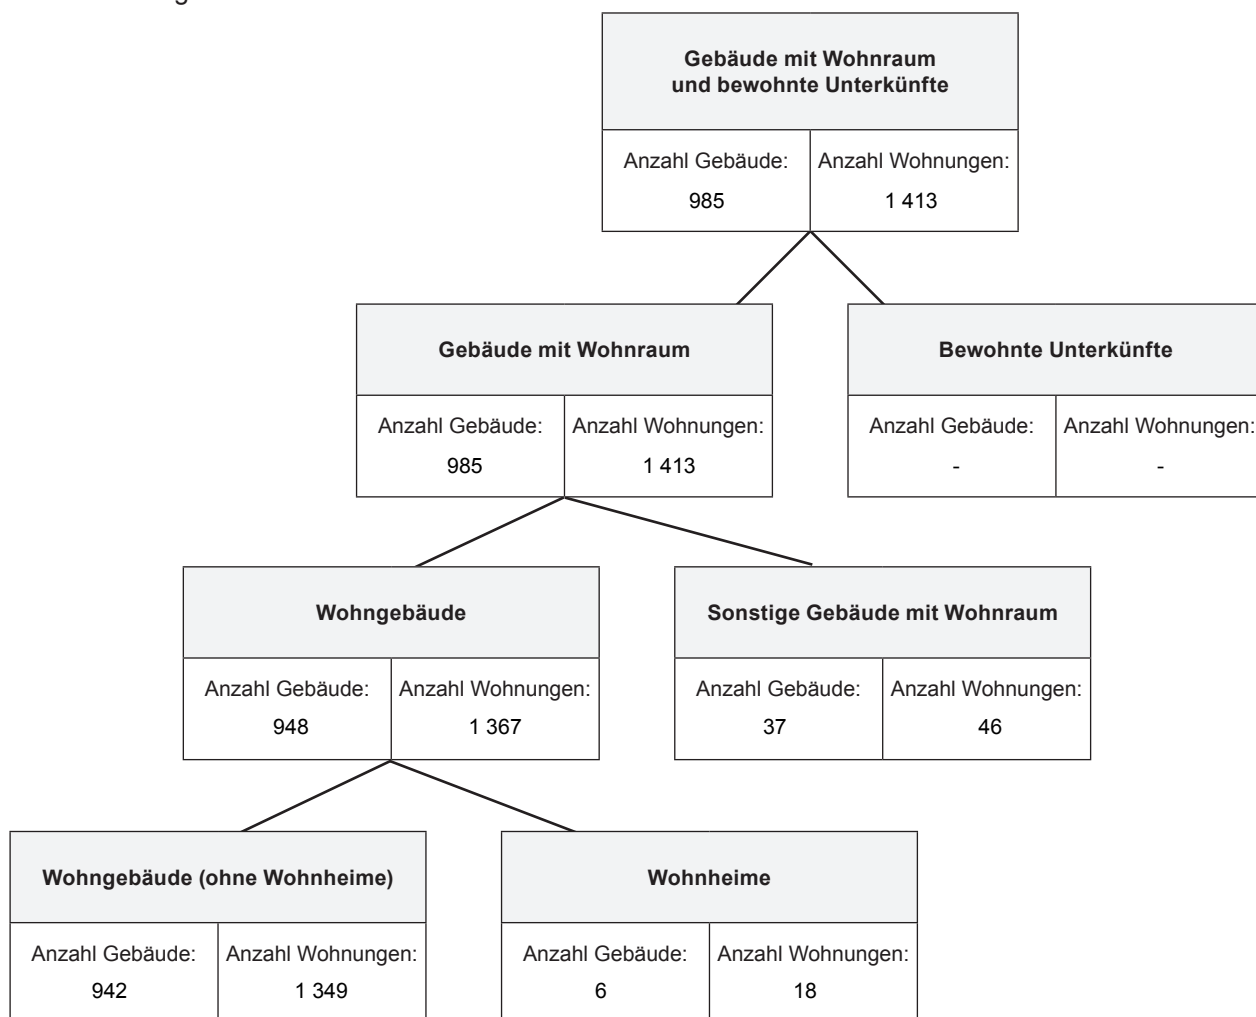 Gebäude mit Wohnraum
und bewohnte Unterkünfte
Anzahl Gebäude: Anzahl Wohnungen:
985 1 413
Gebäude mit Wohnraum Bewohnte Unterkünfte
Anzahl Gebäude: Anzahl Wohnungen: Anzahl Gebäude: Anzahl Wohnungen:
985 1 413 - -
Wohngebäude Sonstige Gebäude mit Wohnraum
Anzahl Gebäude: Anzahl Wohnungen: Anzahl Gebäude: Anzahl Wohnungen:
948 1 367 37 46
Wohngebäude (ohne Wohnheime) Wohnheime
Anzahl Gebäude: Anzahl Wohnungen: Anzahl Gebäude: Anzahl Wohnungen:
942 1 349 6 18